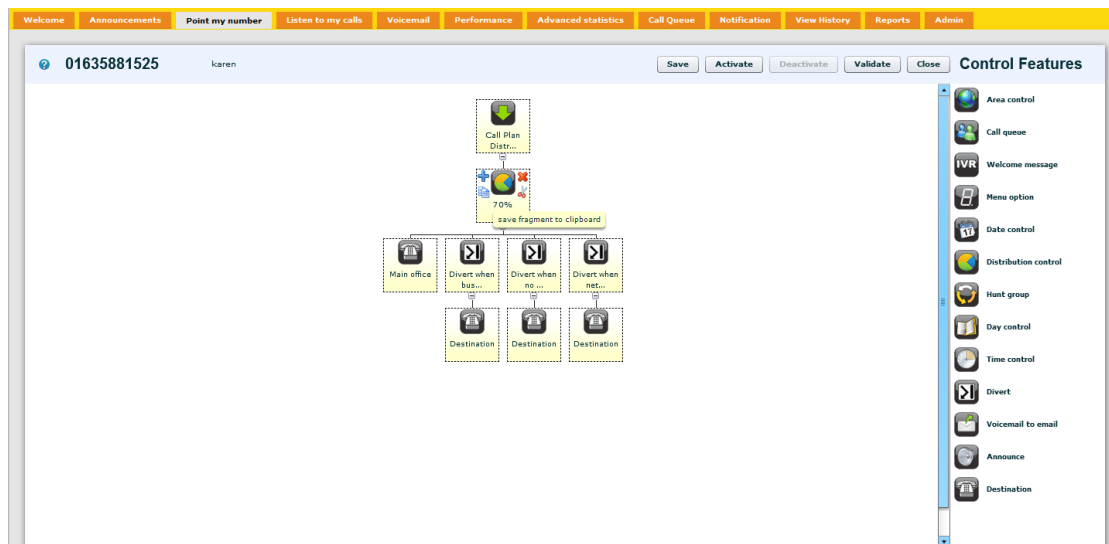 Welcome Announcements Point my number Listen to my calls Voicemail Performance Advanced statistics Call Queue Notification View History Reports Admin
? 01635881525 karen Save Activate Deactivate Validate Close Control Features
Call Plan
Distr...
70%
save fragment to clipboard
Main office
Divert when
bus...
Divert when
no ...
Divert when
net...
Destination
Destination
Destination
Area control
Call queue
IVR Welcome message
Menu option
17 Date control
Distribution control
Hunt group
Day control
Time control
Divert
Voicemail to email
Announce
Destination